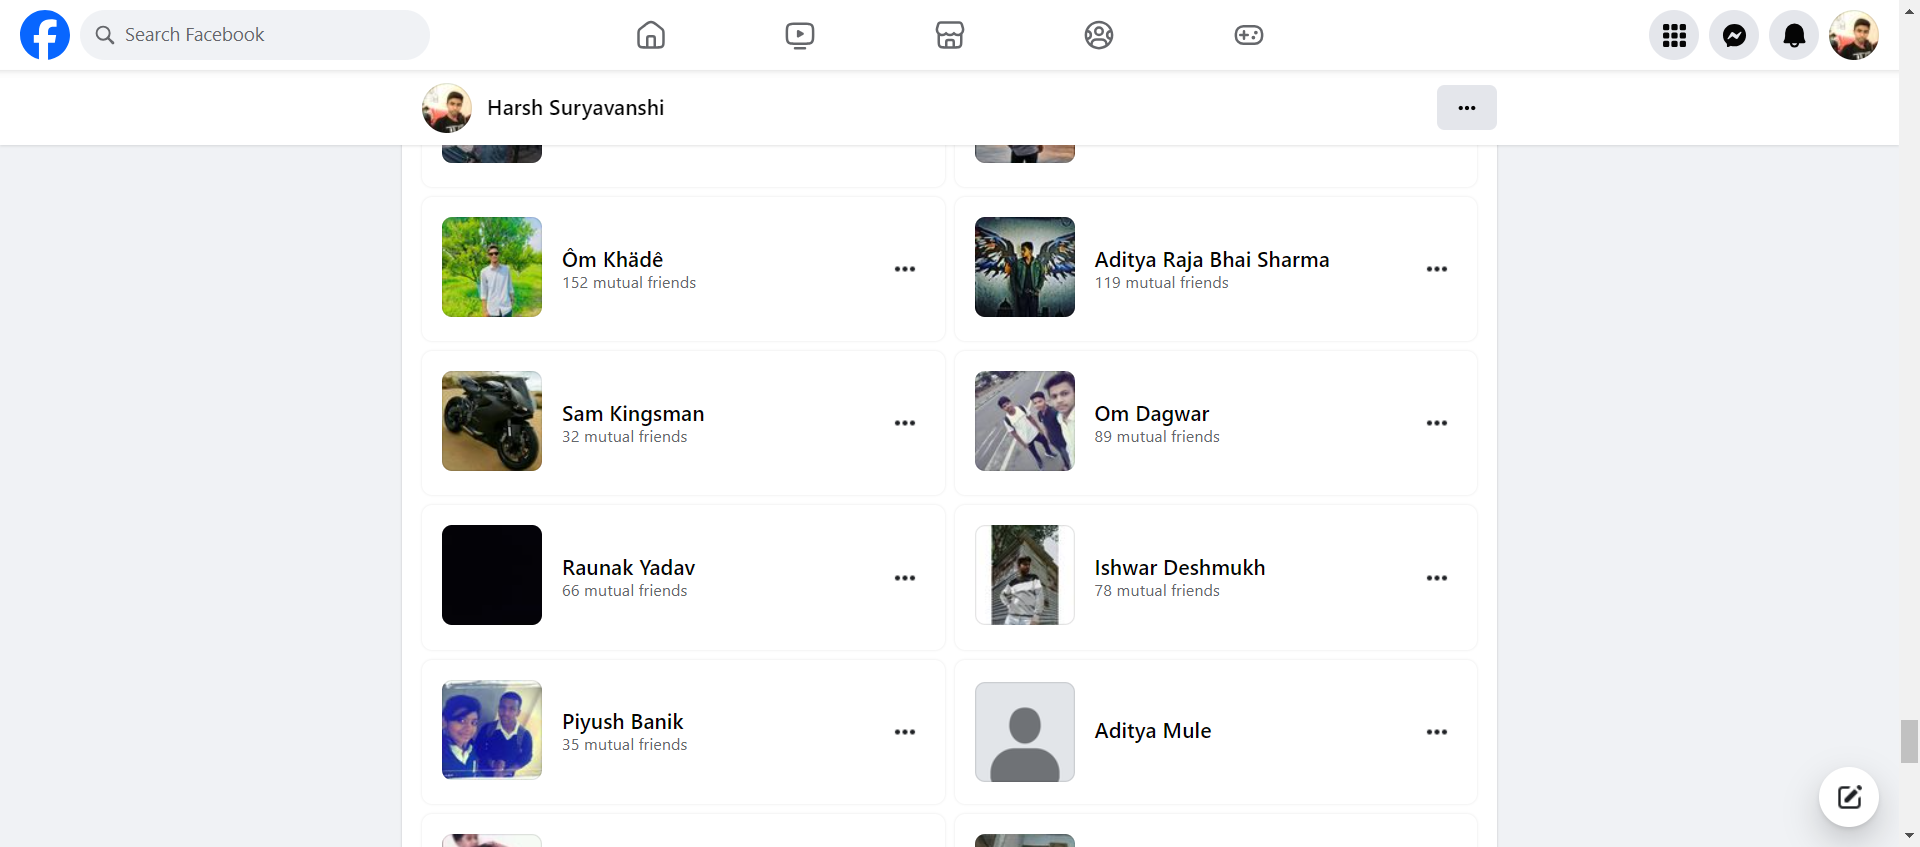 Search Facebook
Harsh Suryavanshi
Ôm Khädê
152 mutual friends
Aditya Raja Bhai Sharma
119 mutual friends
Sam Kingsman
32 mutual friends
Om Dagwar
89 mutual friends
Raunak Yadav
66 mutual friends
Ishwar Deshmukh
78 mutual friends
Piyush Banik
35 mutual friends
Aditya Mule